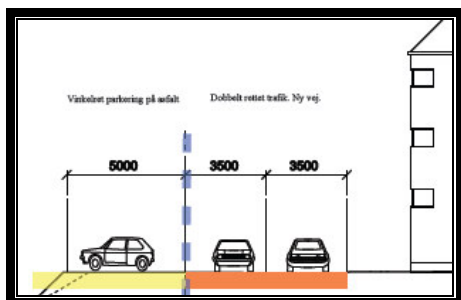 Vinkelret parkering på asfalt
Dobbelt rettet trafik. Ny vej.
5000
3500
3500